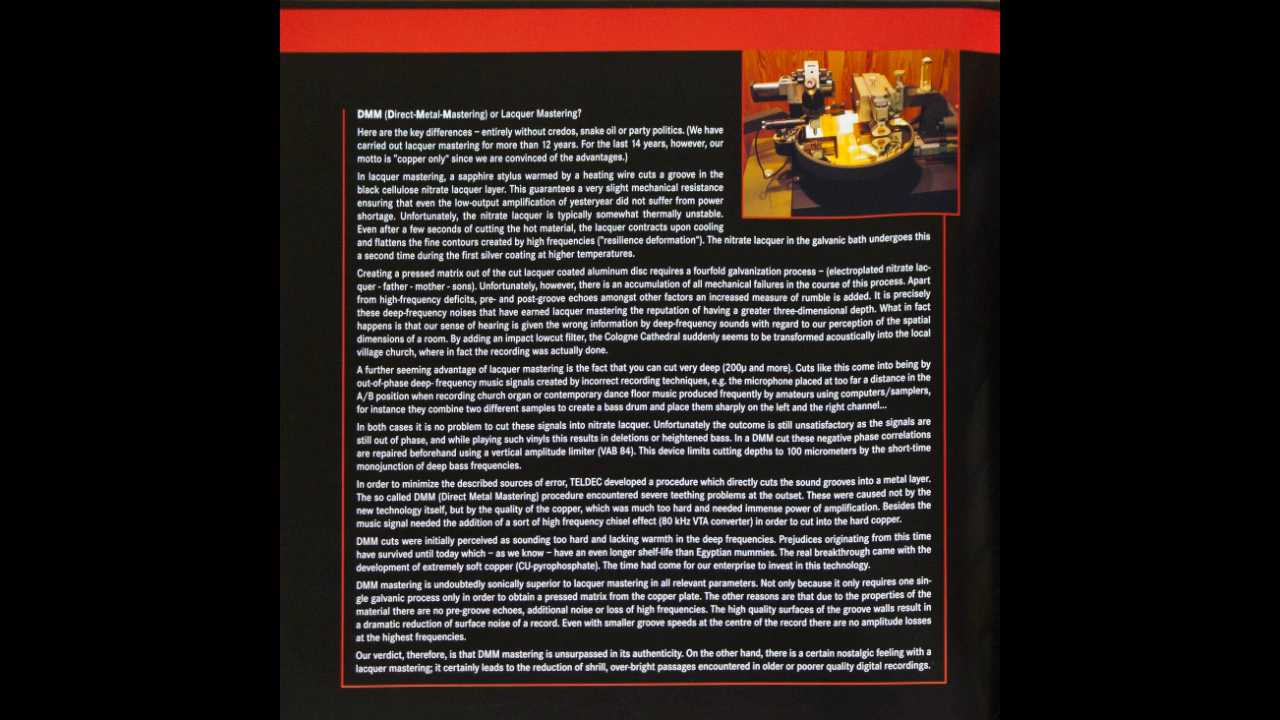 DMM (Direct-Metal-Mastering) or Lacquer Mastering?
Here are the key differences – entirely without credos, snake oil or party politics. (We have
carried out lacquer mastering for more than 12 years. For the last 14 years, however, our
motto is "copper only" since we are convinced of the advantages.)
In lacquer mastering, a sapphire stylus warmed by a heating wire cuts a groove in the
black cellulose nitrate lacquer layer. This guarantees a very slight mechanical resistance
ensuring that even the low-output amplification of yesteryear did not suffer from power
shortage. Unfortunately, the nitrate lacquer is typically somewhat thermally unstable.
Even after a few seconds of cutting the hot material, the lacquer contracts upon cooling
and flattens the fine contours created by high frequencies ("resilience deformation"). The nitrate lacquer in the galvanic bath undergoes this
a second time during the first silver coating at higher temperatures.
Creating a pressed matrix out of the cut lacquer coated aluminum disc requires a fourfold galvanization process – (electroplated nitrate lac-
quer - father - mother - sons). Unfortunately, however, there is an accumulation of all mechanical failures in the course of this process. Apart
from high-frequency deficits, pre- and post-groove echoes amongst other factors an increased measure of rumble is added. It is precisely
these deep-frequency noises that have earned lacquer mastering the reputation of having a greater three-dimensional depth. What in fact
happens is that our sense of hearing is given the wrong information by deep-frequency sounds with regard to our perception of the spatial
dimensions of a room. By adding an impact lowcut filter, the Cologne Cathedral suddenly seems to be transformed acoustically into the local
village church, where in fact the recording was actually done.
A further seeming advantage of lacquer mastering is the fact that you can cut very deep (200µ and more). Cuts like this come into being by
out-of-phase deep- frequency music signals created by incorrect recording techniques, e.g. the microphone placed at too far a distance in the
A/B position when recording church organ or contemporary dance floor music produced frequently by amateurs using computers/samplers,
for instance they combine two different samples to create a bass drum and place them sharply on the left and the right channel...
In both cases it is no problem to cut these signals into nitrate lacquer. Unfortunately the outcome is still unsatisfactory as the signals are
still out of phase, and while playing such vinyls this results in deletions or heightened bass. In a DMM cut these negative phase correlations
are repaired beforehand using a vertical amplitude limiter (VAB 84). This device limits cutting depths to 100 micrometers by the short-time
monojunction of deep bass frequencies.
In order to minimize the described sources of error, TELDEC developed a procedure which directly cuts the sound grooves into a metal layer.
The so called DMM (Direct Metal Mastering) procedure encountered severe teething problems at the outset. These were caused not by the
new technology itself, but by the quality of the copper, which was much too hard and needed immense power of amplification. Besides the
music signal needed the addition of a sort of high frequency chisel effect (80 kHz VTA converter) in order to cut into the hard copper.
DMM cuts were initially perceived as sounding too hard and lacking warmth in the deep frequencies. Prejudices originating from this time
have survived until today which – as we know – have an even longer shelf-life than Egyptian mummies. The real breakthrough came with the
development of extremely soft copper (CU-pyrophosphate). The time had come for our enterprise to invest in this technology.
DMM mastering is undoubtedly sonically superior to lacquer mastering in all relevant parameters. Not only because it only requires one sin-
gle galvanic process only in order to obtain a pressed matrix from the copper plate. The other reasons are that due to the properties of the
material there are no pre-groove echoes, additional noise or loss of high frequencies. The high quality surfaces of the groove walls result in
a dramatic reduction of surface noise of a record. Even with smaller groove speeds at the centre of the record there are no amplitude losses
at the highest frequencies.
Our verdict, therefore, is that DMM mastering is unsurpassed in its authenticity. On the other hand, there is a certain nostalgic feeling with a
lacquer mastering; it certainly leads to the reduction of shrill, over-bright passages encountered in older or poorer quality digital recordings.